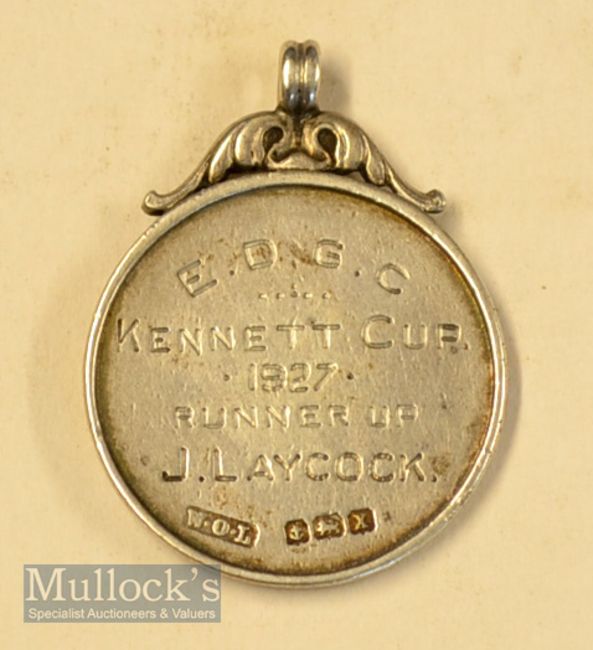 E.D.G.C
KENNETT CUP.
·1927·
RUNNER UP
J. LAYCOCK.
W.O.L
X
Mullock's
Specialist Auctioneers & Valuers